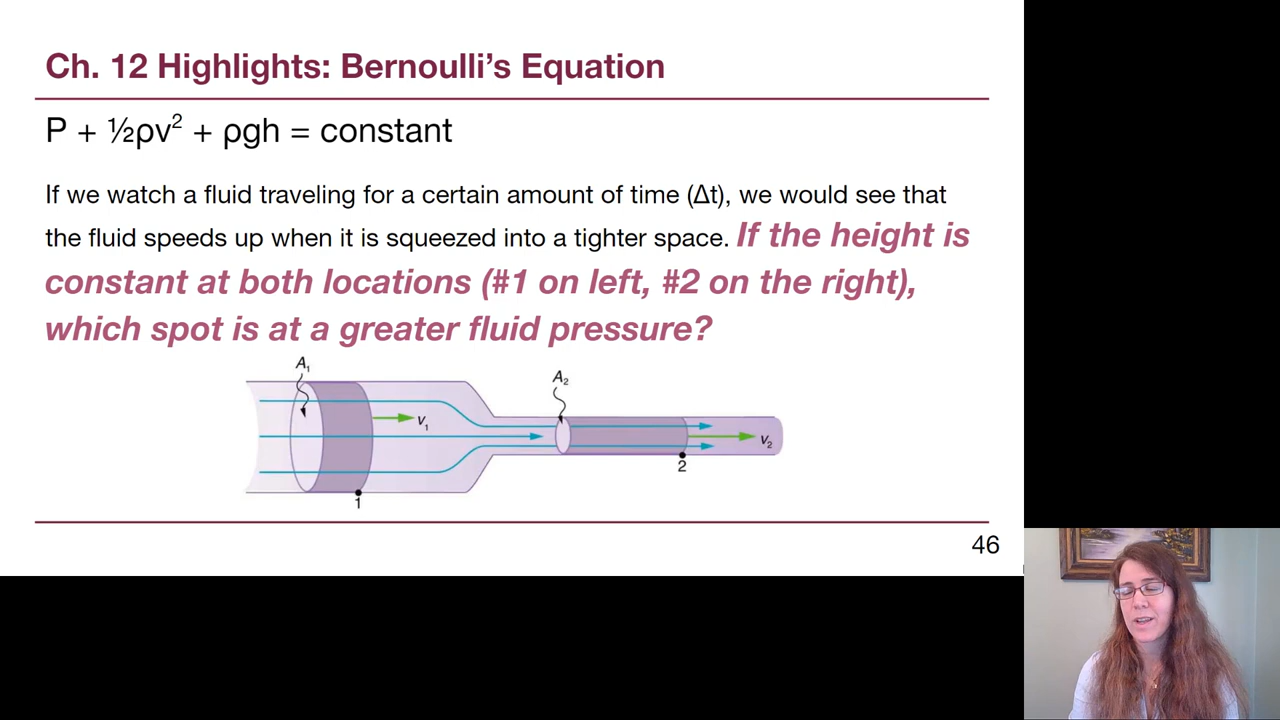 Ch. 12 Highlights: Bernoulli’s Equation
P + ½ρv² + ρgh = constant
If we watch a fluid traveling for a certain amount of time (Δt), we would see that
the fluid speeds up when it is squeezed into a tighter space. If the height is
constant at both locations (#1 on left, #2 on the right),
which spot is at a greater fluid pressure?
A₁
A₂
v₁
v₂
2
1
46